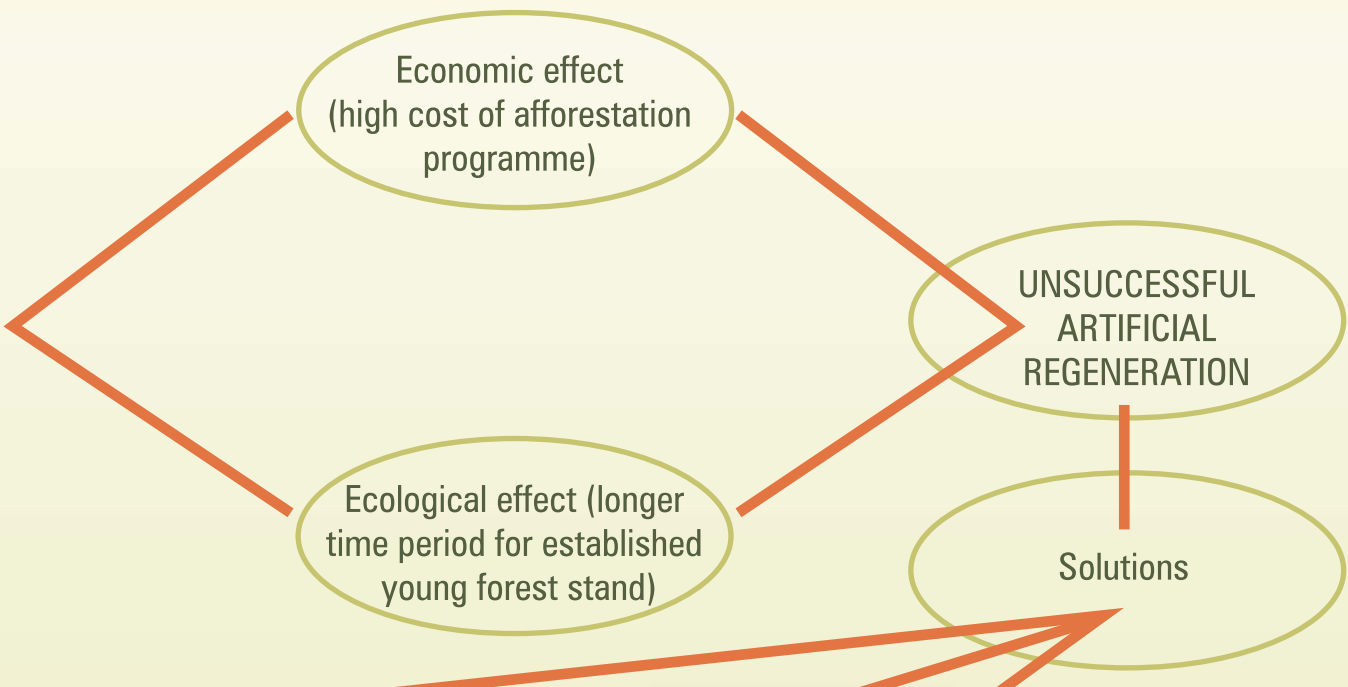 Economic effect
(high cost of afforestation
programme)
UNSUCCESSFUL
ARTIFICIAL
REGENERATION
Ecological effect (longer
time period for established
young forest stand)
Solutions